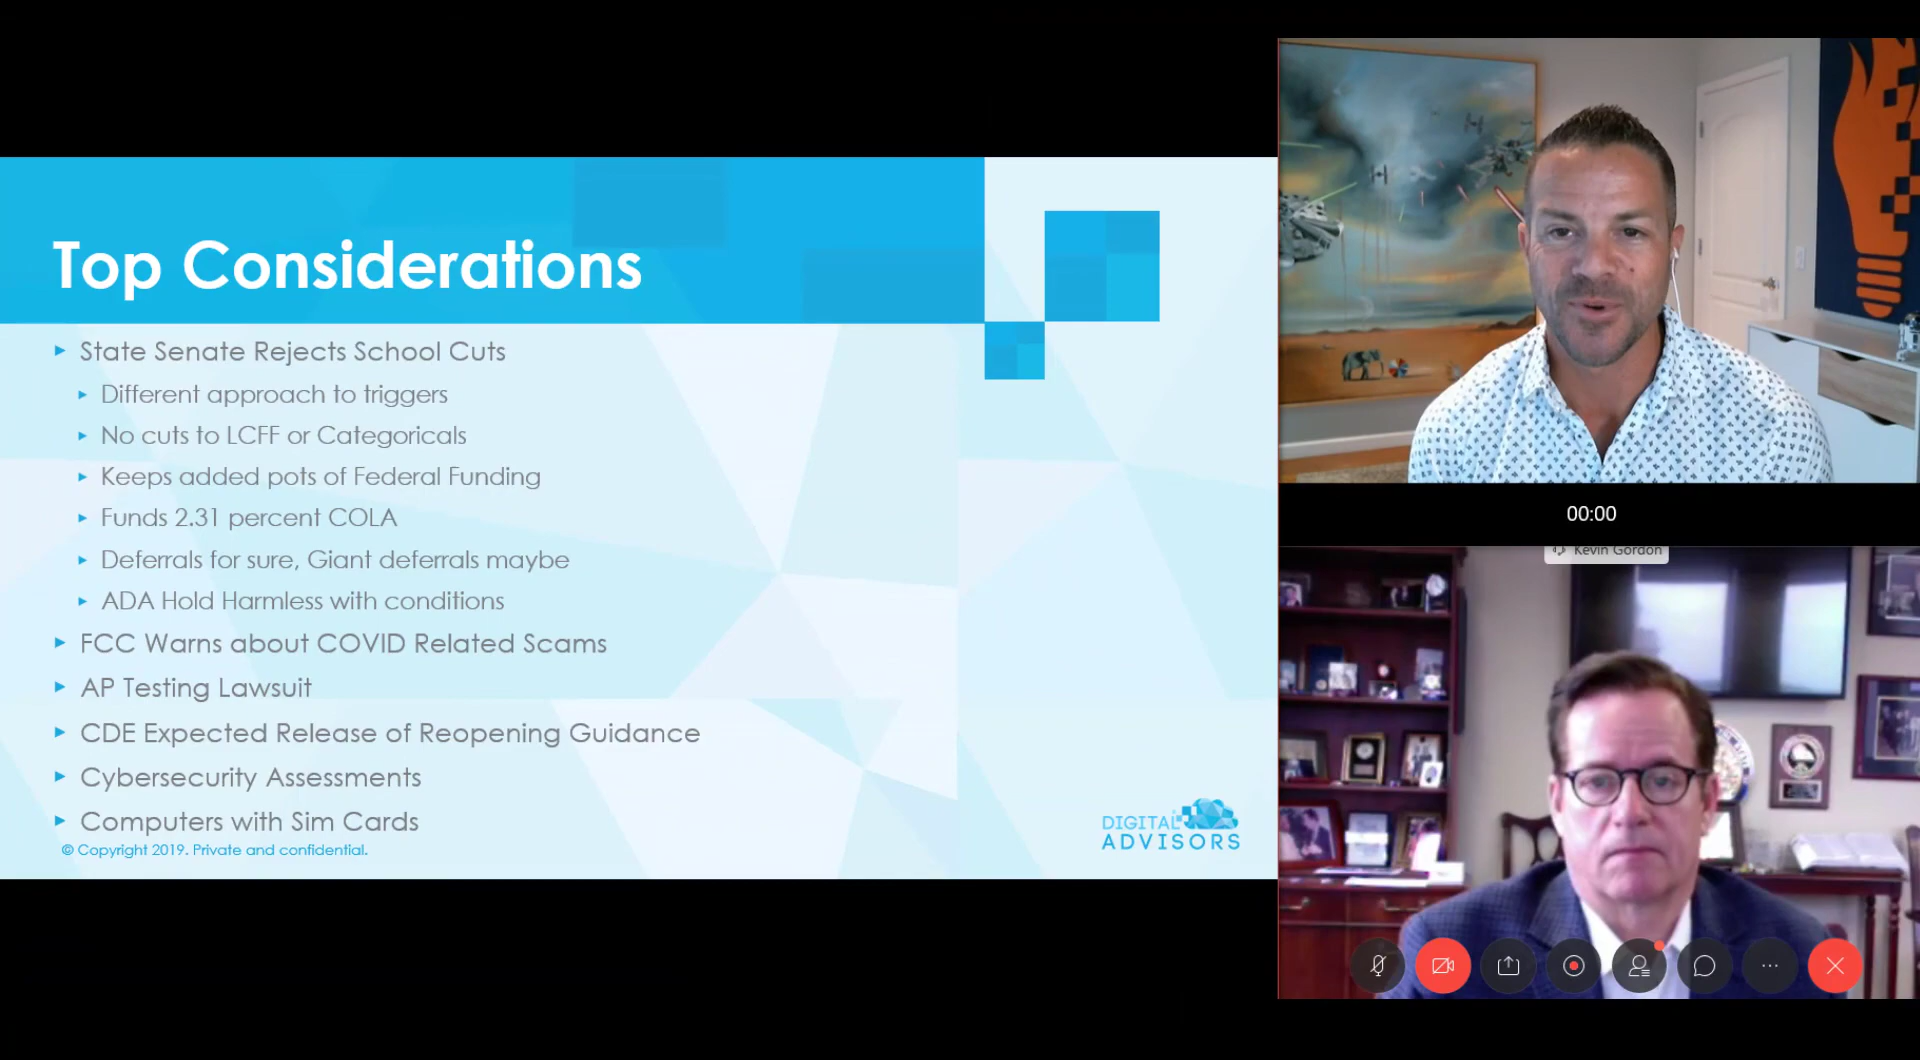 Top Considerations
State Senate Rejects School Cuts
Different approach to triggers
No cuts to LCFF or Categoricals
Keeps added pots of Federal Funding
Funds 2.31 percent COLA
Deferrals for sure, Giant deferrals maybe
ADA Hold Harmless with conditions
FCC Warns about COVID Related Scams
AP Testing Lawsuit
CDE Expected Release of Reopening Guidance
Cybersecurity Assessments
Computers with Sim Cards
© Copyright 2019. Private and confidential.
DIGITAL
ADVISORS
00:00
Kevin Gordon